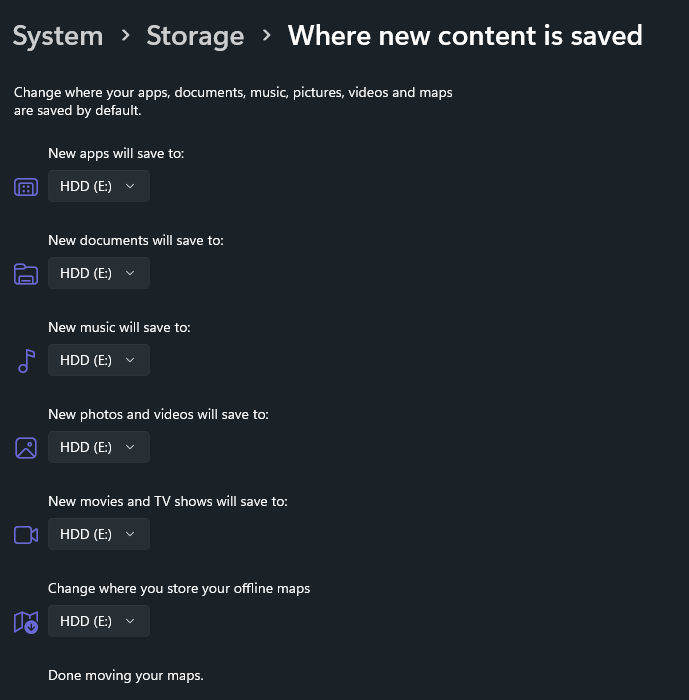 System > Storage > Where new content is saved
Change where your apps, documents, music, pictures, videos and maps
are saved by default.
New apps will save to:
HDD (E:)
New documents will save to:
HDD (E:)
New music will save to:
HDD (E:)
New photos and videos will save to:
HDD (E:)
New movies and TV shows will save to:
HDD (E:)
Change where you store your offline maps
HDD (E:)
Done moving your maps.